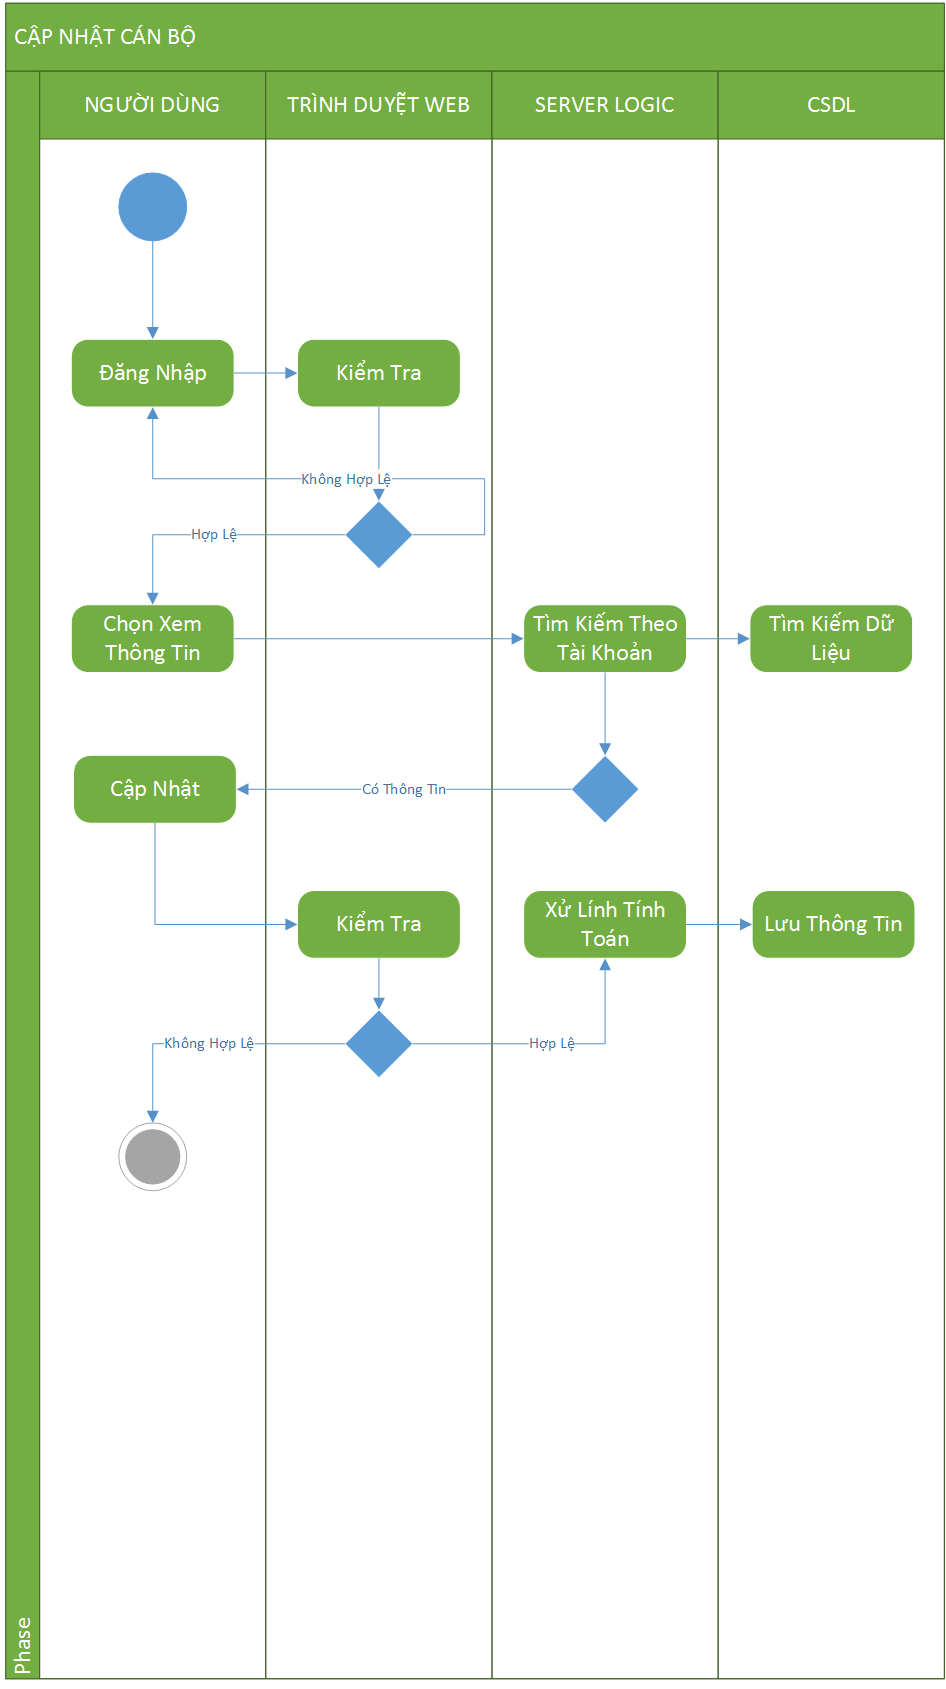 CẬP NHẬT CÁN BỘ
NGƯỜI DÙNG
TRÌNH DUYỆT WEB
SERVER LOGIC
CSDL
Đăng Nhập
Kiểm Tra
Không Hợp Lệ
Hợp Lệ
Chọn Xem
Thông Tin
Tìm Kiếm Theo
Tài Khoản
Tìm Kiếm Dữ
Liệu
Cập Nhật
Có Thông Tin
Kiểm Tra
Xử Lính Tính
Toán
Lưu Thông Tin
Không Hợp Lệ
Hợp Lệ
Phase